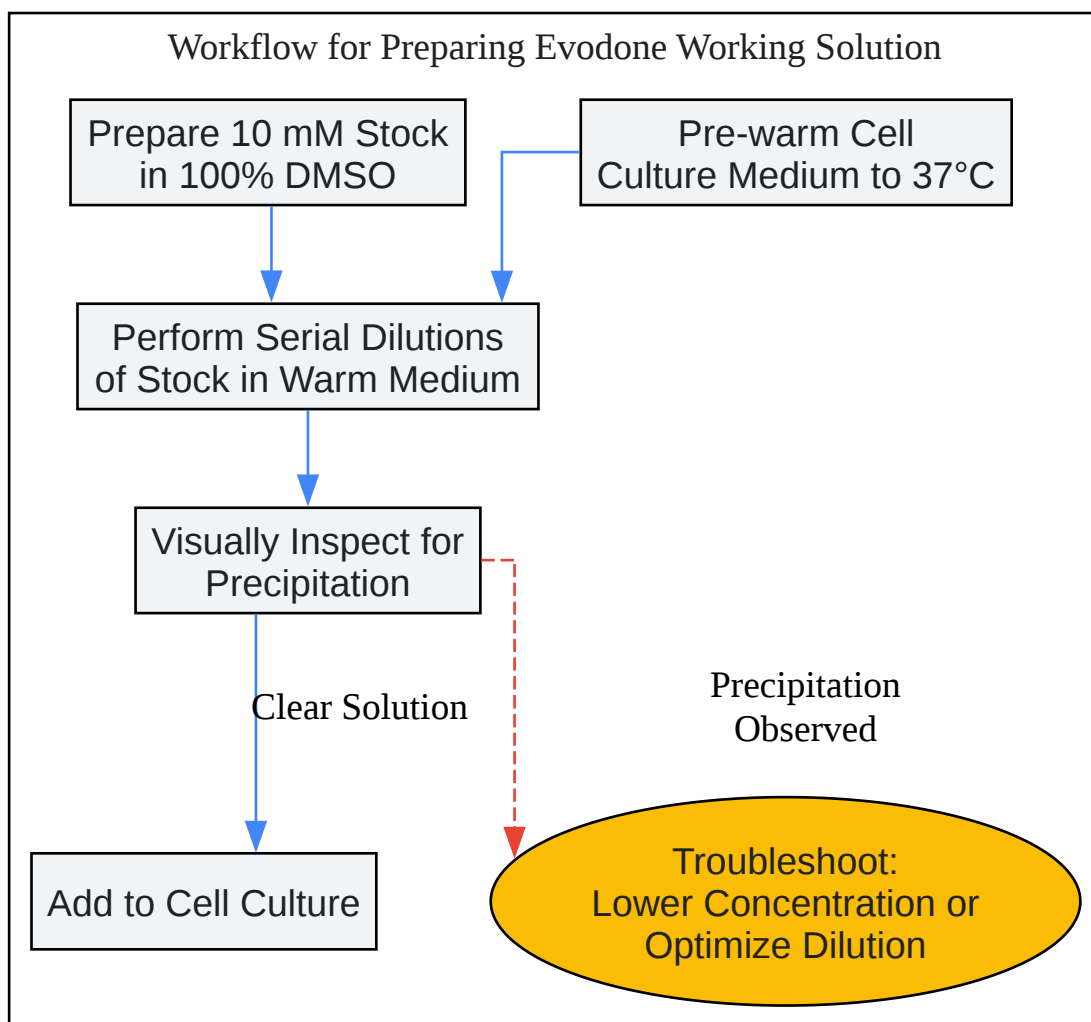 Workflow for Preparing Evodone Working Solution
Prepare 10 mM Stock
in 100% DMSO
Pre-warm Cell
Culture Medium to 37°C
Perform Serial Dilutions
of Stock in Warm Medium
Visually Inspect for
Precipitation
Clear Solution
Precipitation
Observed
Add to Cell Culture
Troubleshoot:
Lower Concentration or
Optimize Dilution